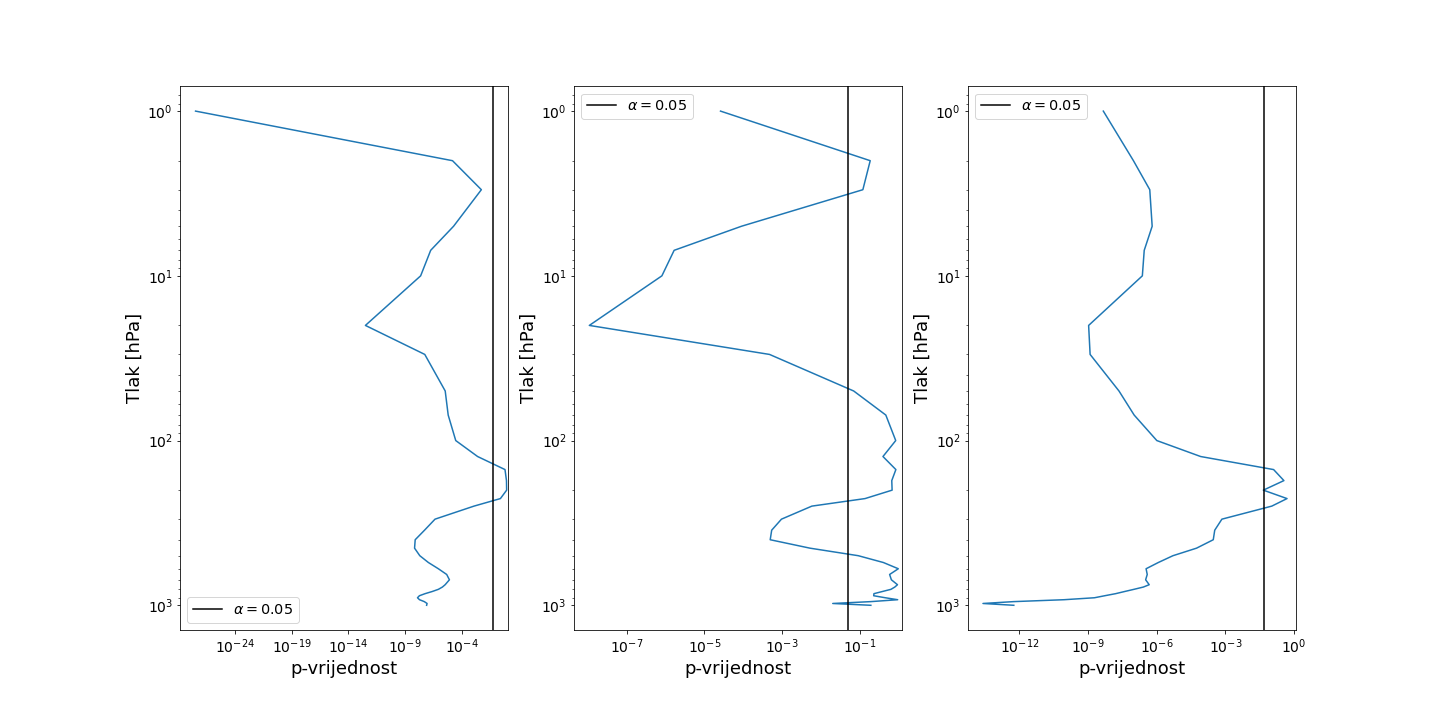 α = 0.05
10⁰
10¹
10²
10³
Tlak [hPa]
10⁻²⁴ 10⁻¹⁹ 10⁻¹⁴ 10⁻⁹ 10⁻⁴
p-vrijednost
α = 0.05
10⁰
10¹
10²
10³
Tlak [hPa]
10⁻⁷ 10⁻⁵ 10⁻³ 10⁻¹
p-vrijednost
α = 0.05
10⁰
10¹
10²
10³
Tlak [hPa]
10⁻¹² 10⁻⁹ 10⁻⁶ 10⁻³ 10⁰
p-vrijednost